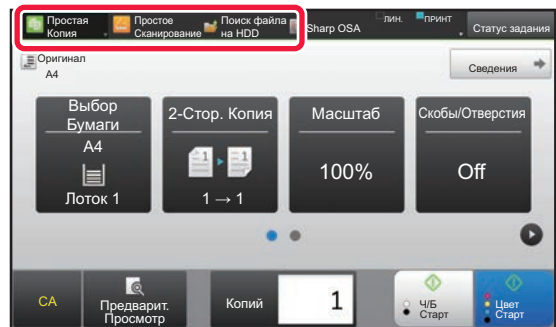 Простая
Копия
Простое
Сканирование
Поиск файла
на HDD
Sharp OSA
ЛИН.
ПРИНТ
Статус задания
Оригинал
A4
Сведения
Выбор
Бумаги
A4
Лоток 1
2-Стор. Копия
1
1
1 → 1
Масштаб
100%
Скобы/Отверстия
Off
CA
Предварит.
Просмотр
Копий
1
Ч/Б
Старт
Цвет
Старт